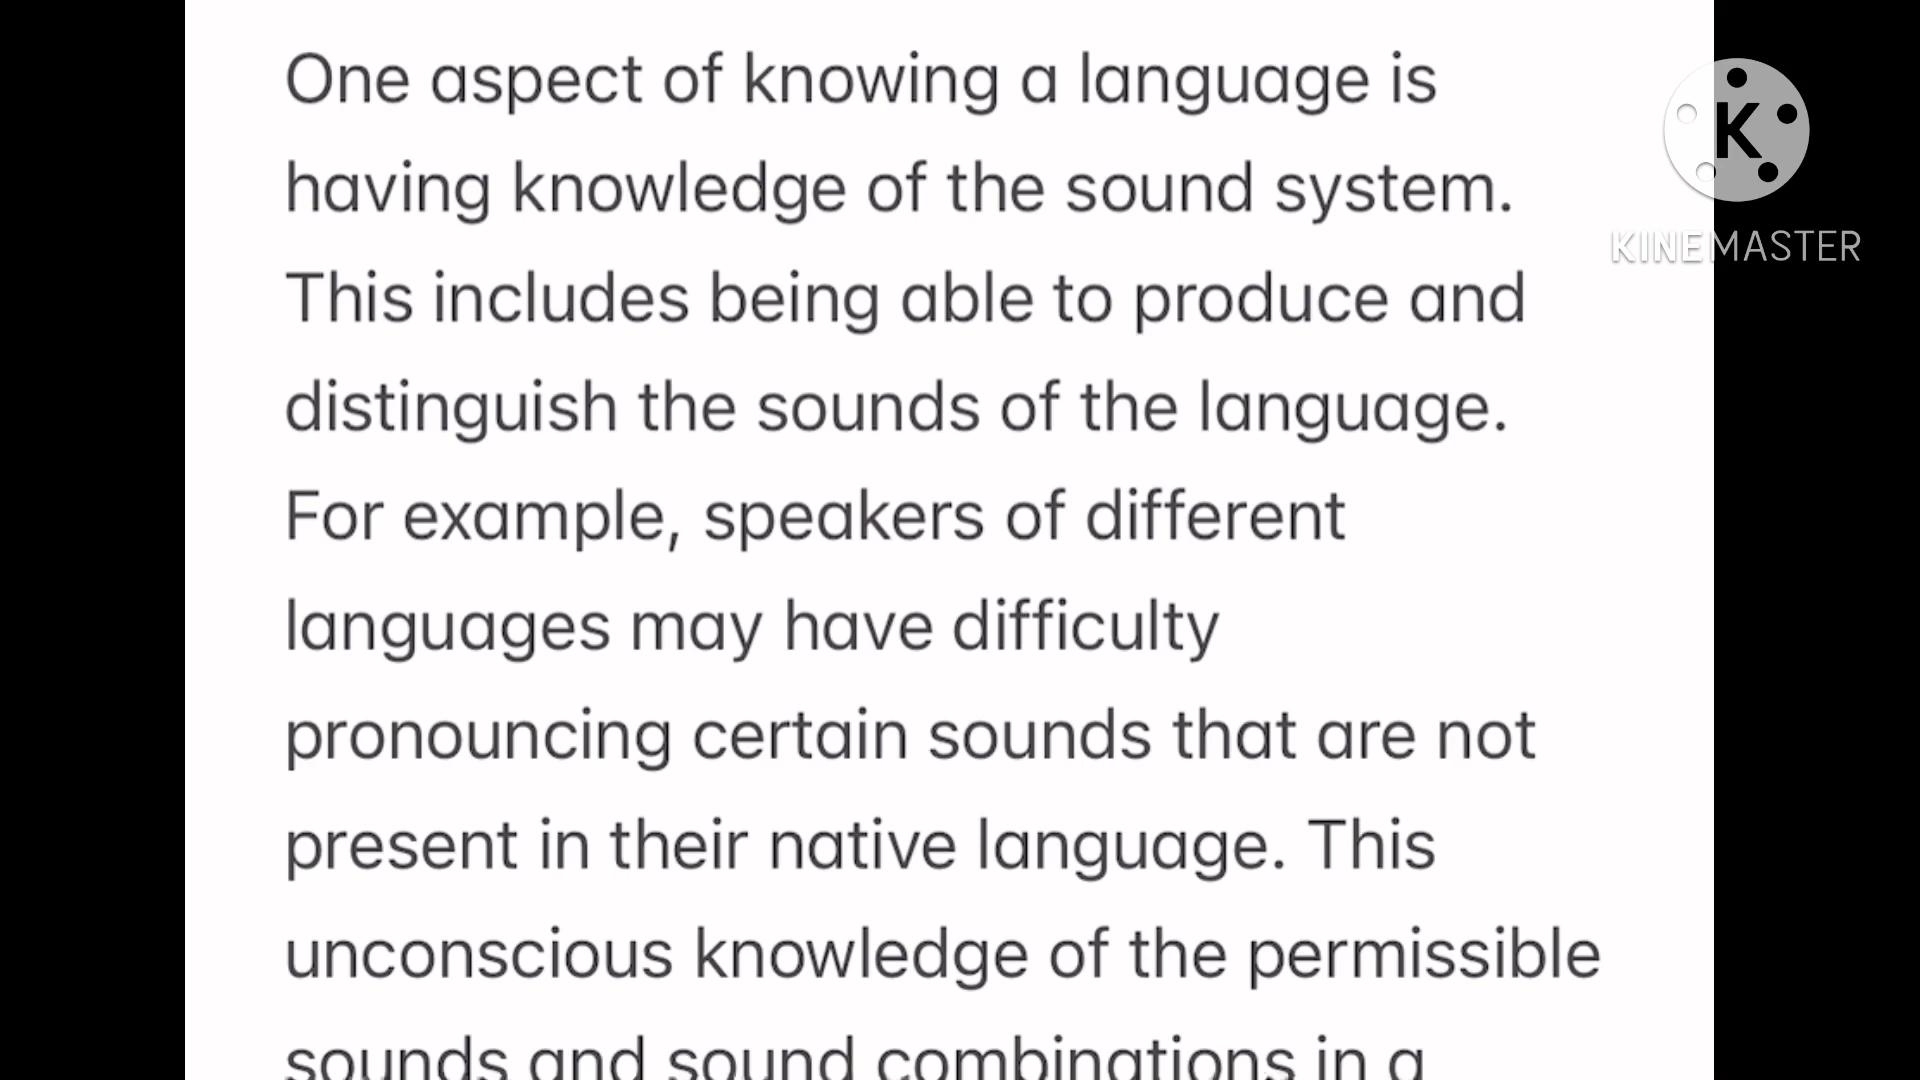 One aspect of knowing a language is
having knowledge of the sound system.
This includes being able to produce and
distinguish the sounds of the language.
For example, speakers of different
languages may have difficulty
pronouncing certain sounds that are not
present in their native language. This
unconscious knowledge of the permissible
sounds and sound combinations in a
K
KINEMASTER